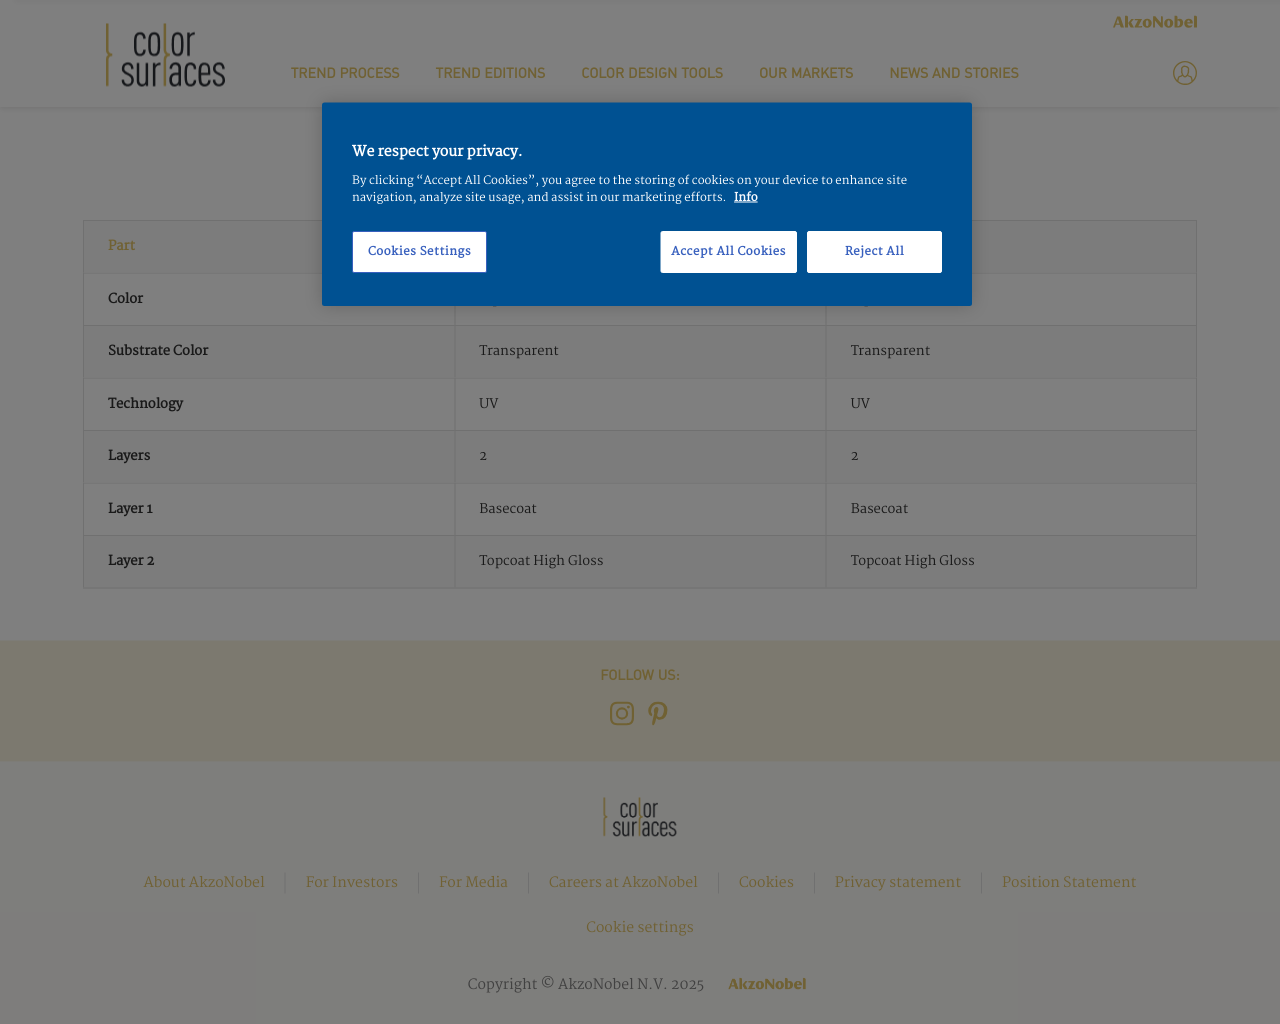 AkzoNobel
color
surfaces
TREND PROCESS TREND EDITIONS COLOR DESIGN TOOLS OUR MARKETS NEWS AND STORIES
We respect your privacy.
By clicking “Accept All Cookies”, you agree to the storing of cookies on your device to enhance site
navigation, analyze site usage, and assist in our marketing efforts. Info
Cookies Settings Accept All Cookies Reject All
Part
Color
Substrate Color Transparent Transparent
Technology UV UV
Layers 2 2
Layer 1 Basecoat Basecoat
Layer 2 Topcoat High Gloss Topcoat High Gloss
FOLLOW US:
color
surfaces
About AkzoNobel For Investors For Media Careers at AkzoNobel Cookies Privacy statement Position Statement
Cookie settings
Copyright © AkzoNobel N.V. 2025 AkzoNobel